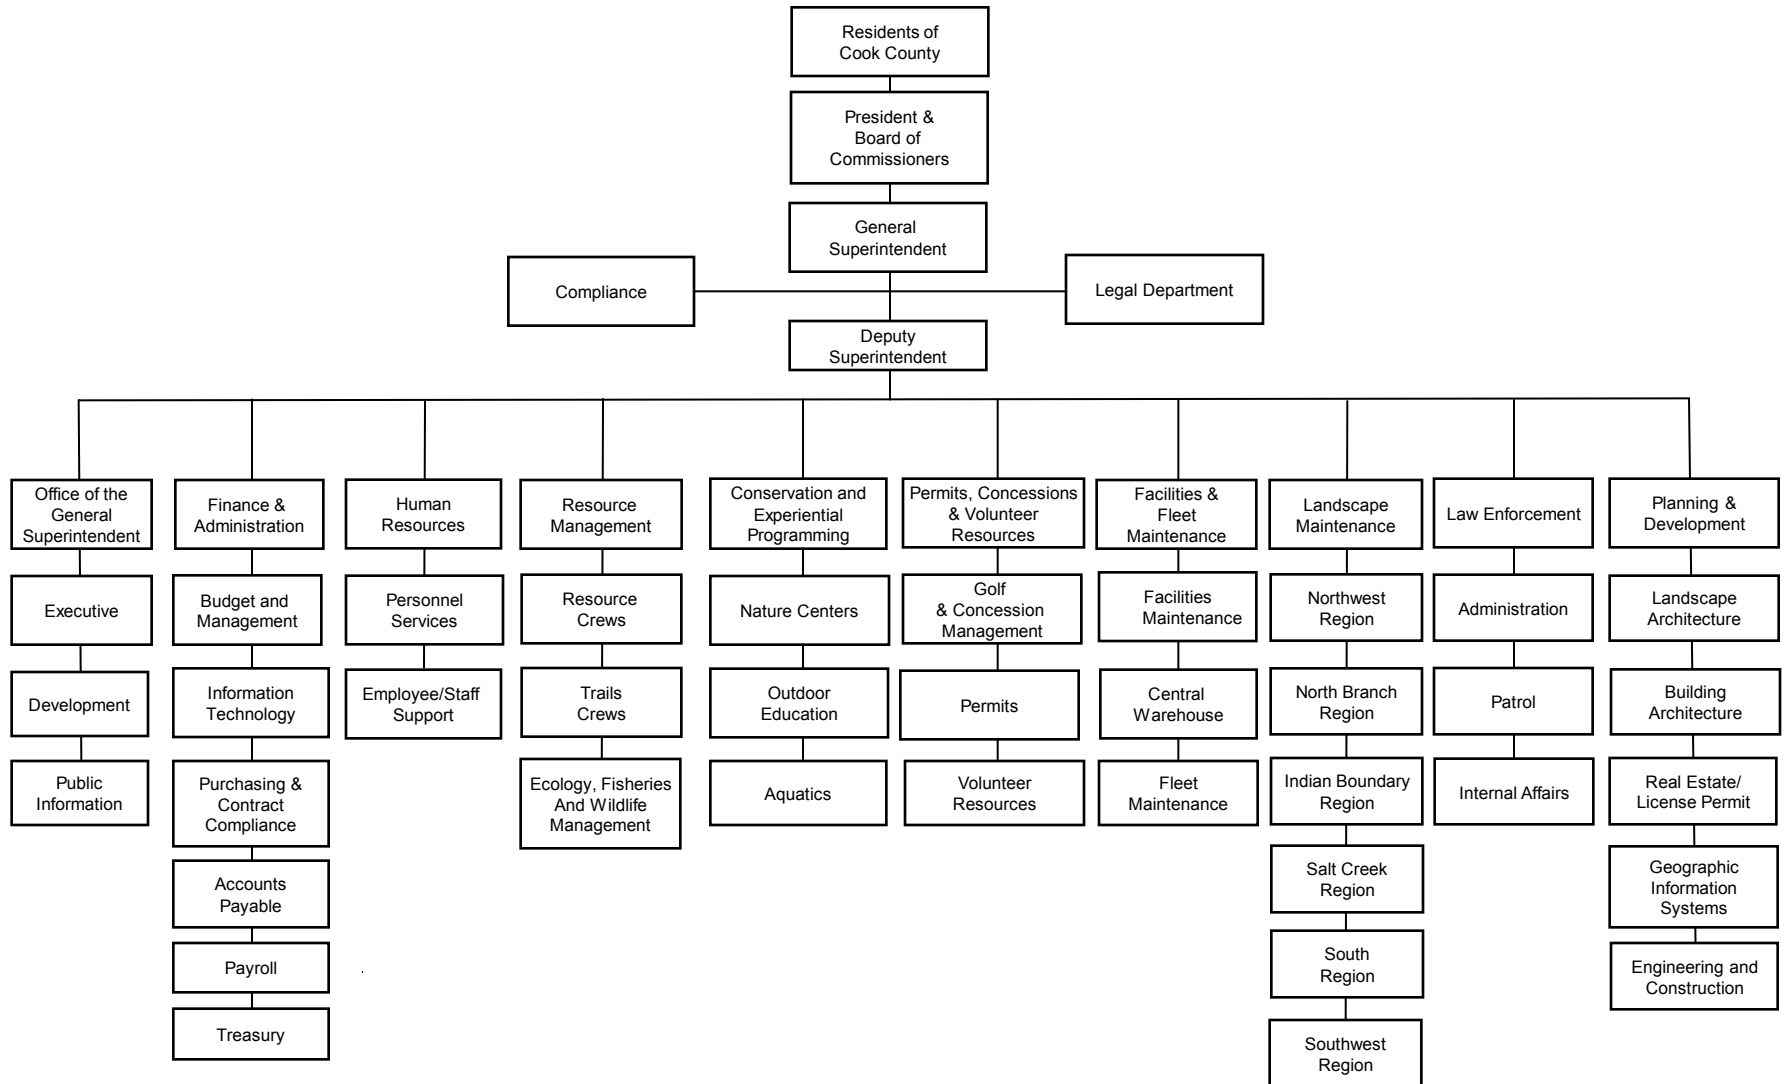 Residents of
Cook County
President &
Board of
Commissioners
General
Superintendent
Compliance
Legal Department
Deputy
Superintendent
Office of the
General
Superintendent
Executive
Development
Public
Information
Finance &
Administration
Budget and
Management
Information
Technology
Purchasing &
Contract
Compliance
Accounts
Payable
Payroll
Treasury
Human
Resources
Personnel
Services
Employee/Staff
Support
Resource
Management
Resource
Crews
Trails
Crews
Ecology, Fisheries
And Wildlife
Management
Conservation and
Experiential
Programming
Nature Centers
Outdoor
Education
Aquatics
Permits, Concessions
& Volunteer
Resources
Golf
& Concession
Management
Permits
Volunteer
Resources
Facilities &
Fleet
Maintenance
Facilities
Maintenance
Central
Warehouse
Fleet
Maintenance
Landscape
Maintenance
Northwest
Region
North Branch
Region
Indian Boundary
Region
Salt Creek
Region
South
Region
Southwest
Region
Law Enforcement
Administration
Patrol
Internal Affairs
Planning &
Development
Landscape
Architecture
Building
Architecture
Real Estate/
License Permit
Geographic
Information
Systems
Engineering and
Construction